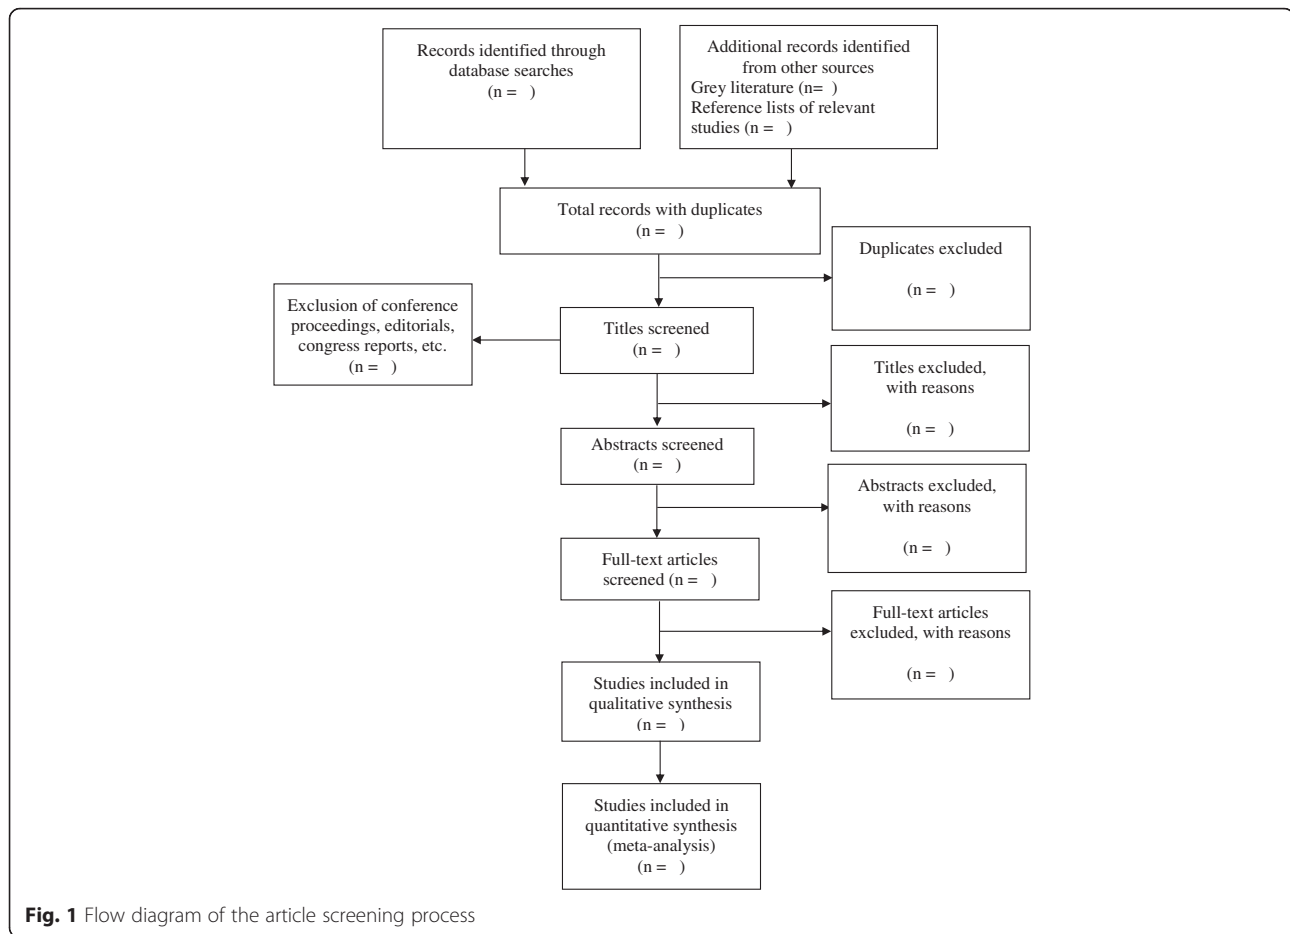 Records identified through
database searches
(n =   )
Additional records identified
from other sources
Grey literature (n=  )
Reference lists of relevant
studies (n =   )
Total records with duplicates
(n =   )
Duplicates excluded
(n =   )
Exclusion of conference
proceedings, editorials,
congress reports, etc.
(n =   )
Titles screened
(n =   )
Titles excluded,
with reasons
(n =   )
Abstracts screened
(n =   )
Abstracts excluded,
with reasons
(n =   )
Full-text articles
screened (n =   )
Full-text articles
excluded, with reasons
(n =   )
Studies included in
qualitative synthesis
(n =   )
Studies included in
quantitative synthesis
(meta-analysis)
(n =   )
Fig. 1 Flow diagram of the article screening process